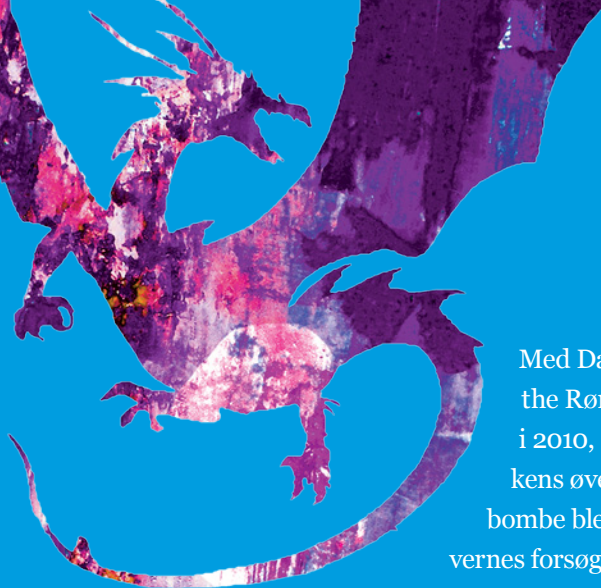 Med Da
the Røn
i 2010,
kens øve
bombe ble
vernes forsøg